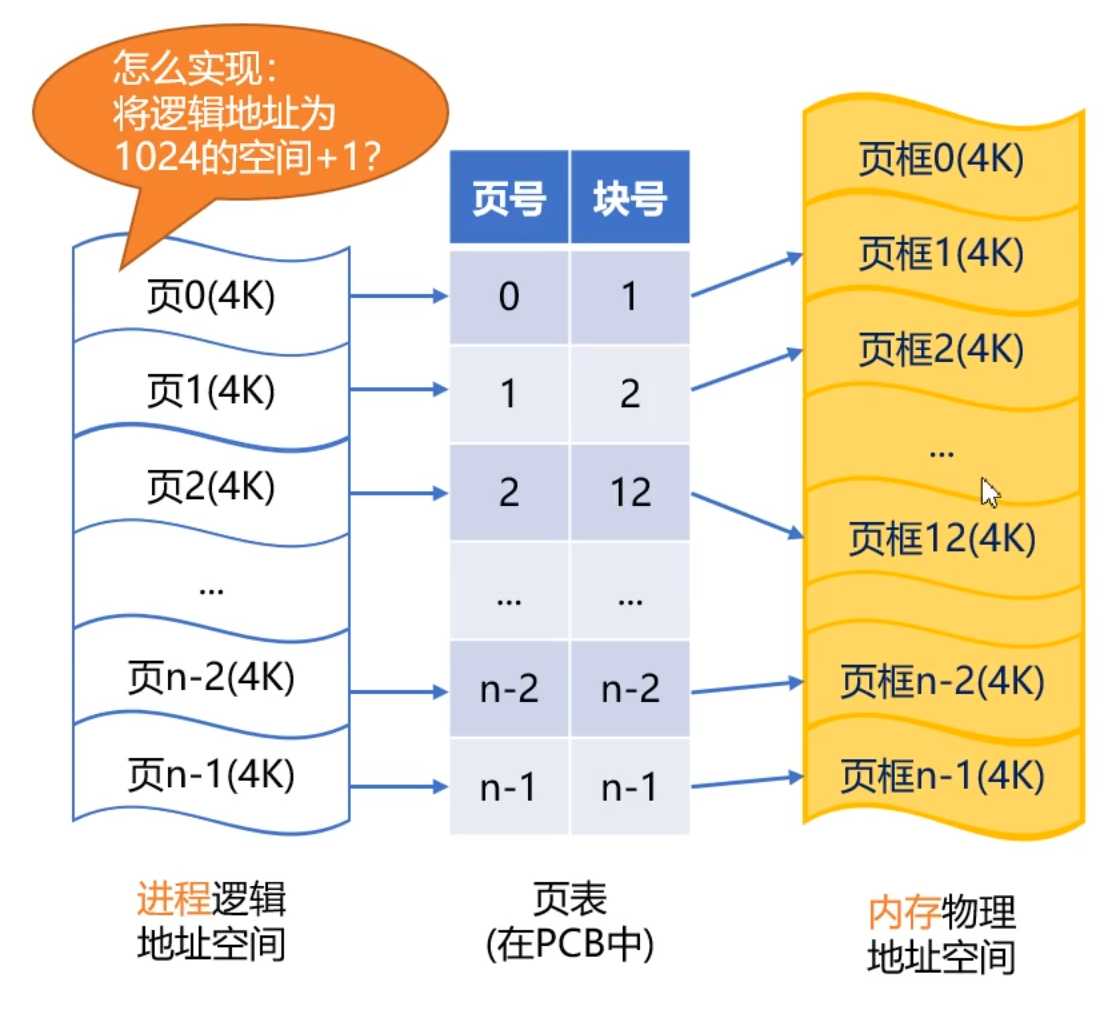 怎么实现：
将逻辑地址为
1024的空间+1？
页0(4K)
页1(4K)
页2(4K)
...
页n-2(4K)
页n-1(4K)
进程逻辑
地址空间
页号 块号
0 1
1 2
2 12
... ...
n-2 n-2
n-1 n-1
页表
(在PCB中)
页框0(4K)
页框1(4K)
页框2(4K)
...
页框12(4K)
页框n-2(4K)
页框n-1(4K)
内存物理
地址空间